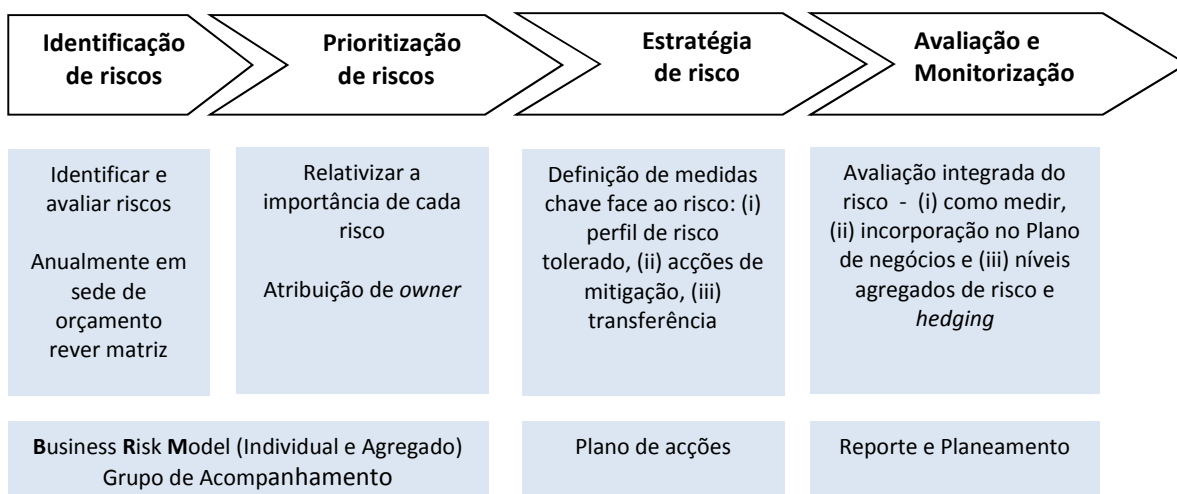 Identificação
de riscos
Prioritização
de riscos
Estratégia
de risco
Avaliação e
Monitorização
Identificar e
avaliar riscos
Anualmente em
sede de
orçamento
rever matriz
Relativizar a
importância de cada
risco
Atribuição de owner
Definição de medidas
chave face ao risco: (i)
perfil de risco
tolerado, (ii) acções de
mitigação, (iii)
transferência
Avaliação integrada do
risco - (i) como medir,
(ii) incorporação no Plano
de negócios e (iii) níveis
agregados de risco e
hedging
Business Risk Model (Individual e Agregado)
Grupo de Acompanhamento
Plano de acções
Reporte e Planeamento